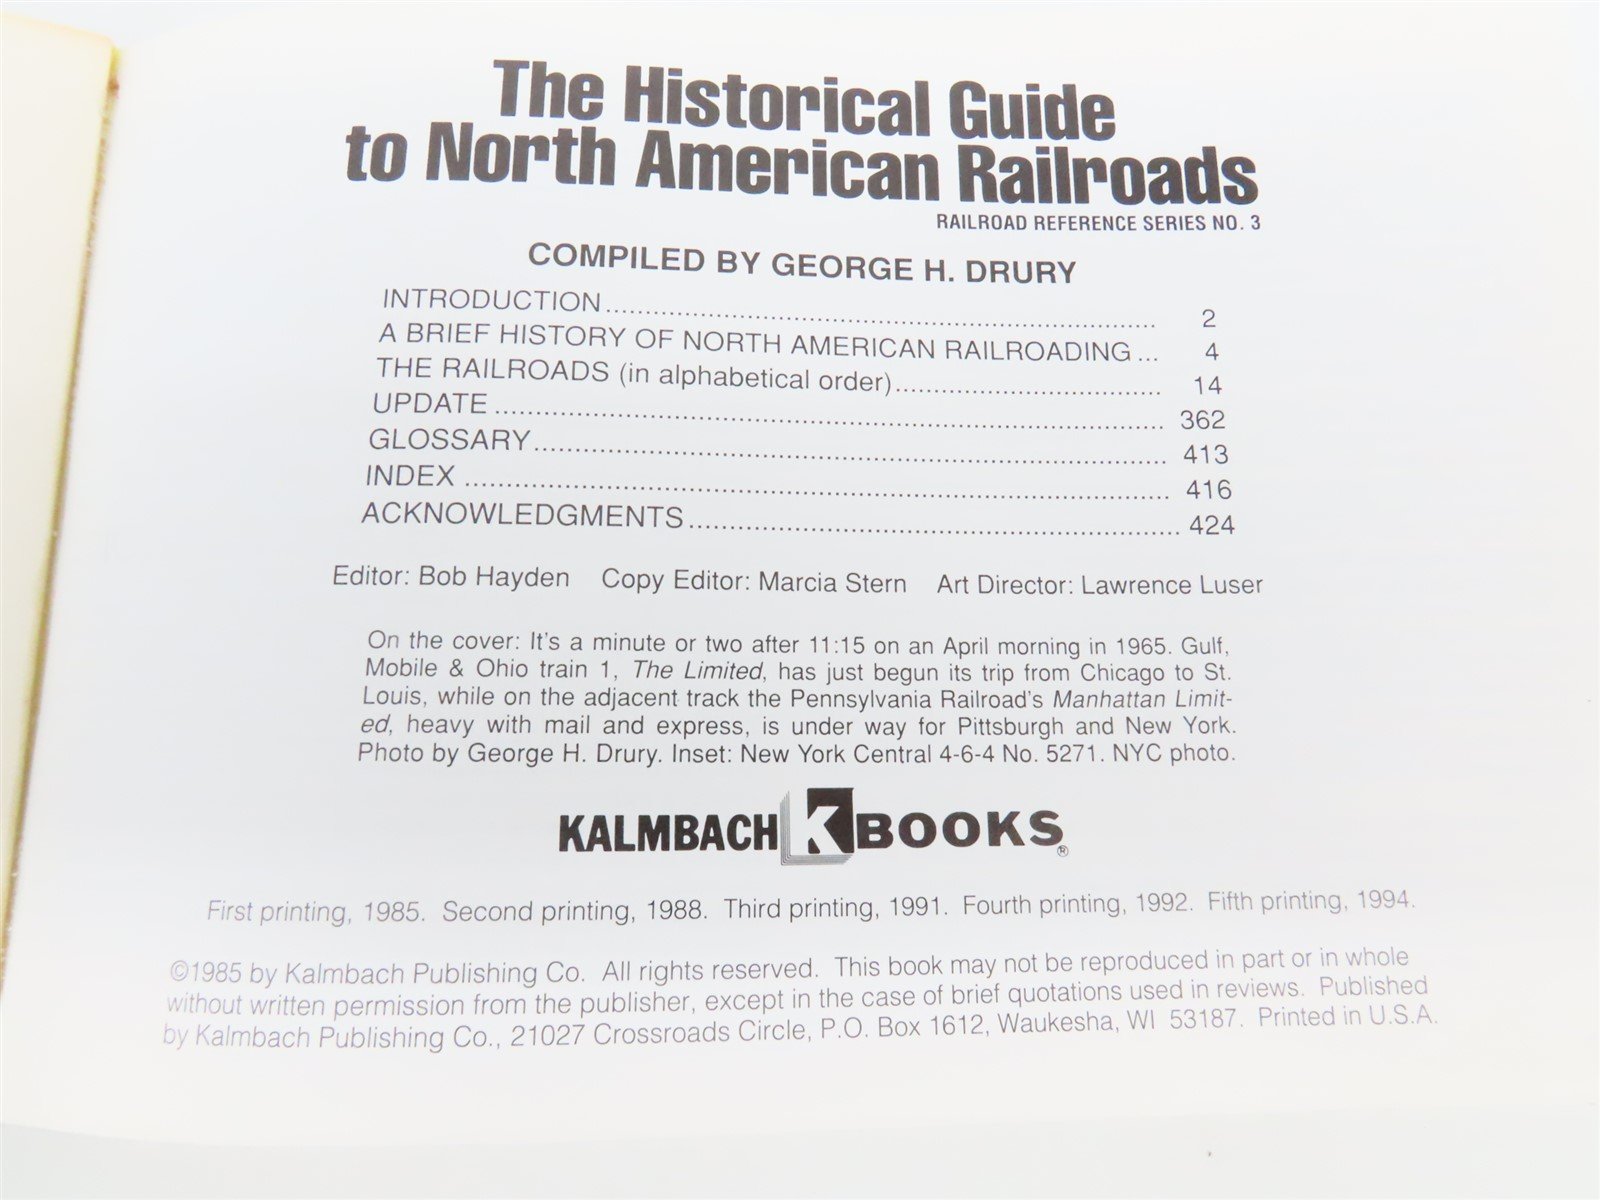 The Historical Guide
to North American Railroads
RAILROAD REFERENCE SERIES NO. 3
COMPILED BY GEORGE H. DRURY
INTRODUCTION .................................................................. 2
A BRIEF HISTORY OF NORTH AMERICAN RAILROADING ... 4
THE RAILROADS (in alphabetical order) ................................ 14
UPDATE ................................................................................ 362
GLOSSARY ............................................................................ 413
INDEX .................................................................................... 416
ACKNOWLEDGMENTS .......................................................... 424
Editor: Bob Hayden Copy Editor: Marcia Stern Art Director: Lawrence Luser
On the cover: It's a minute or two after 11:15 on an April morning in 1965. Gulf,
Mobile & Ohio train 1, The Limited, has just begun its trip from Chicago to St.
Louis, while on the adjacent track the Pennsylvania Railroad's Manhattan Limit-
ed, heavy with mail and express, is under way for Pittsburgh and New York.
Photo by George H. Drury. Inset: New York Central 4-6-4 No. 5271. NYC photo.
KALMBACH K BOOKS®
First printing, 1985. Second printing, 1988. Third printing, 1991. Fourth printing, 1992. Fifth printing, 1994.
©1985 by Kalmbach Publishing Co. All rights reserved. This book may not be reproduced in part or in whole
without written permission from the publisher, except in the case of brief quotations used in reviews. Published
by Kalmbach Publishing Co., 21027 Crossroads Circle, P.O. Box 1612, Waukesha, WI 53187. Printed in U.S.A.